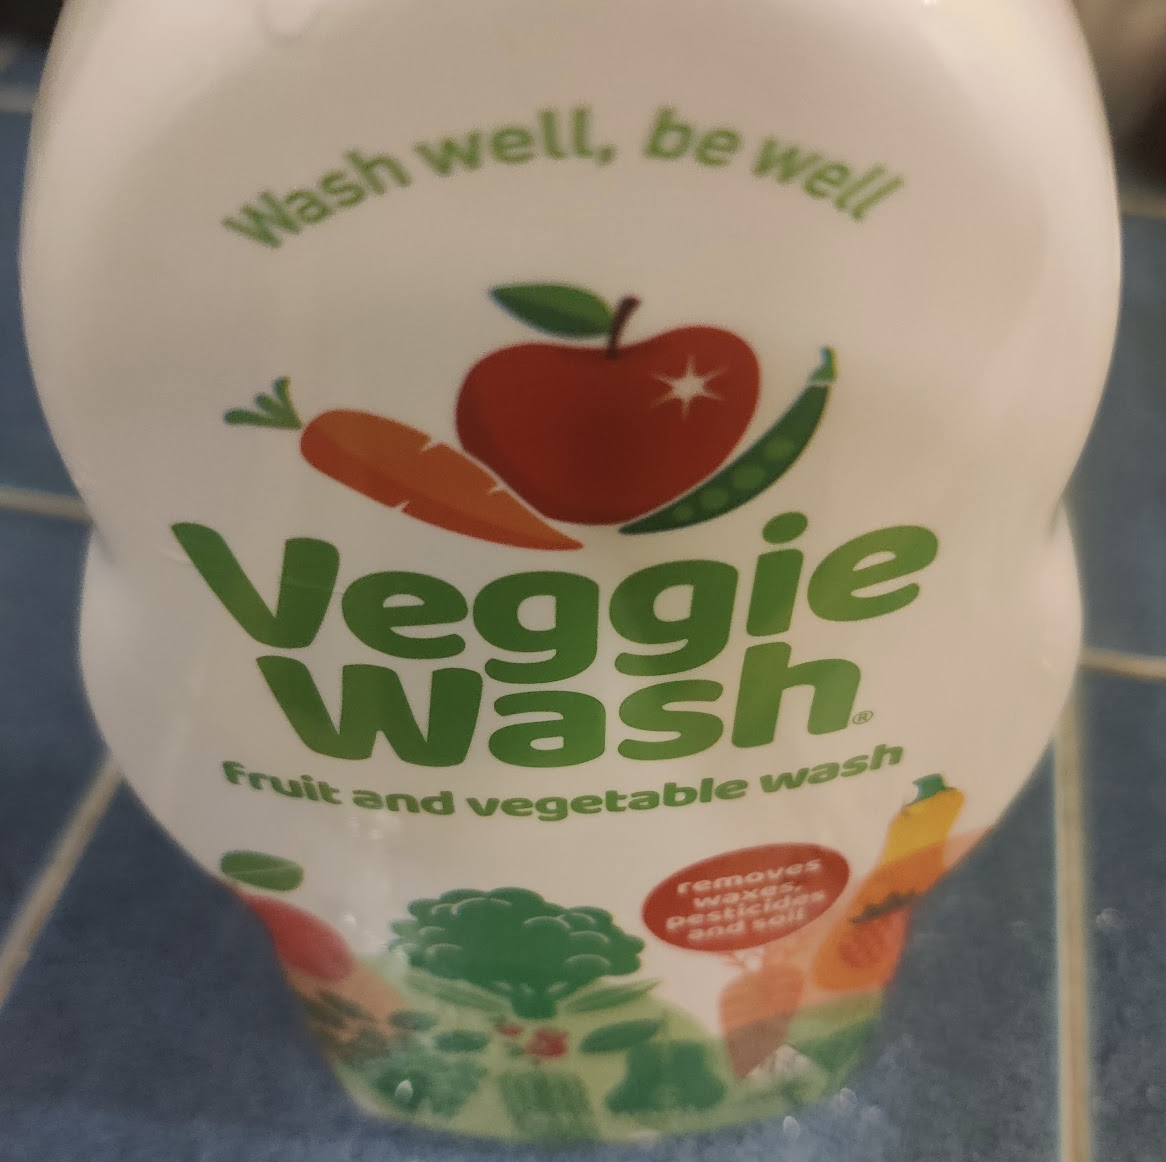 Wash well, be well
Veggie
Wash®
fruit and vegetable wash
removes
waxes,
pesticides
and soil